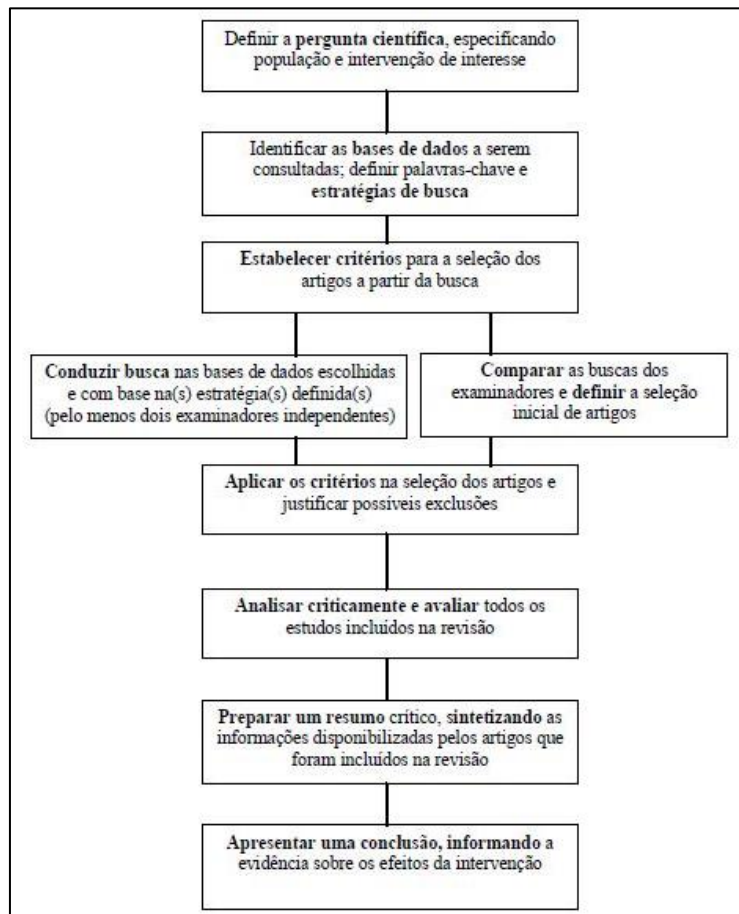 Definir a pergunta científica, especificando
população e intervenção de interesse
Identificar as bases de dados a serem
consultadas; definir palavras-chave e
estratégias de busca
Estabelecer critérios para a seleção dos
artigos a partir da busca
Conduzir busca nas bases de dados escolhidas
e com base na(s) estratégia(s) definida(s)
(pelo menos dois examinadores independentes)
Comparar as buscas dos
examinadores e definir a seleção
inicial de artigos
Aplicar os critérios na seleção dos artigos e
justificar possíveis exclusões
Analisar criticamente e avaliar todos os
estudos incluídos na revisão
Preparar um resumo crítico, sintetizando as
informações disponibilizadas pelos artigos que
foram incluídos na revisão
Apresentar uma conclusão, informando a
evidência sobre os efeitos da intervenção